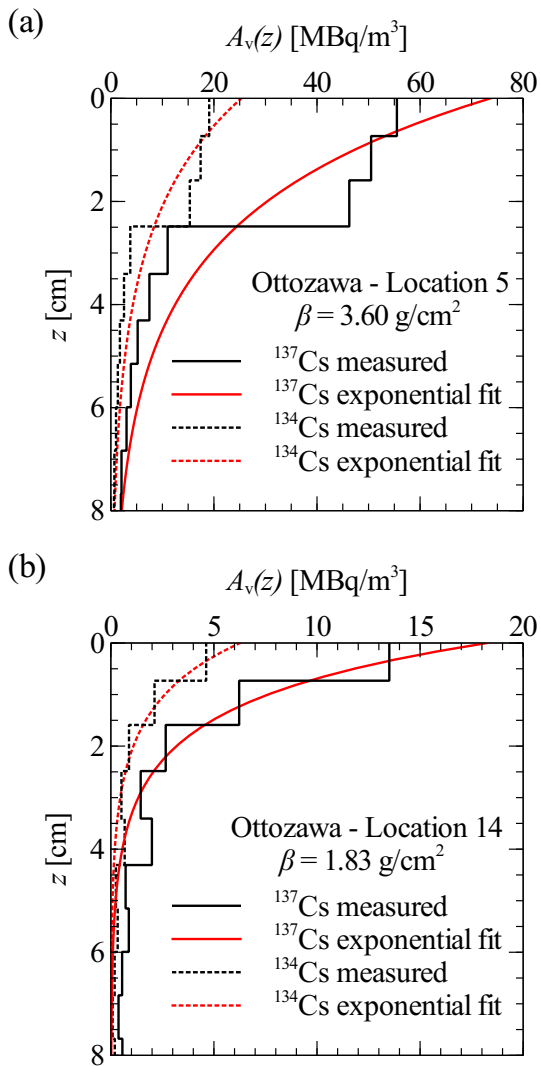 (a)
A_v(z) [MBq/m³]
0 20 40 60 80
0
2
4
6
8
z [cm]
Ottozawa - Location 5
β = 3.60 g/cm²
¹³⁷Cs measured
¹³⁷Cs exponential fit
¹³⁴Cs measured
¹³⁴Cs exponential fit
(b)
A_v(z) [MBq/m³]
0 5 10 15 20
0
2
4
6
8
z [cm]
Ottozawa - Location 14
β = 1.83 g/cm²
¹³⁷Cs measured
¹³⁷Cs exponential fit
¹³⁴Cs measured
¹³⁴Cs exponential fit